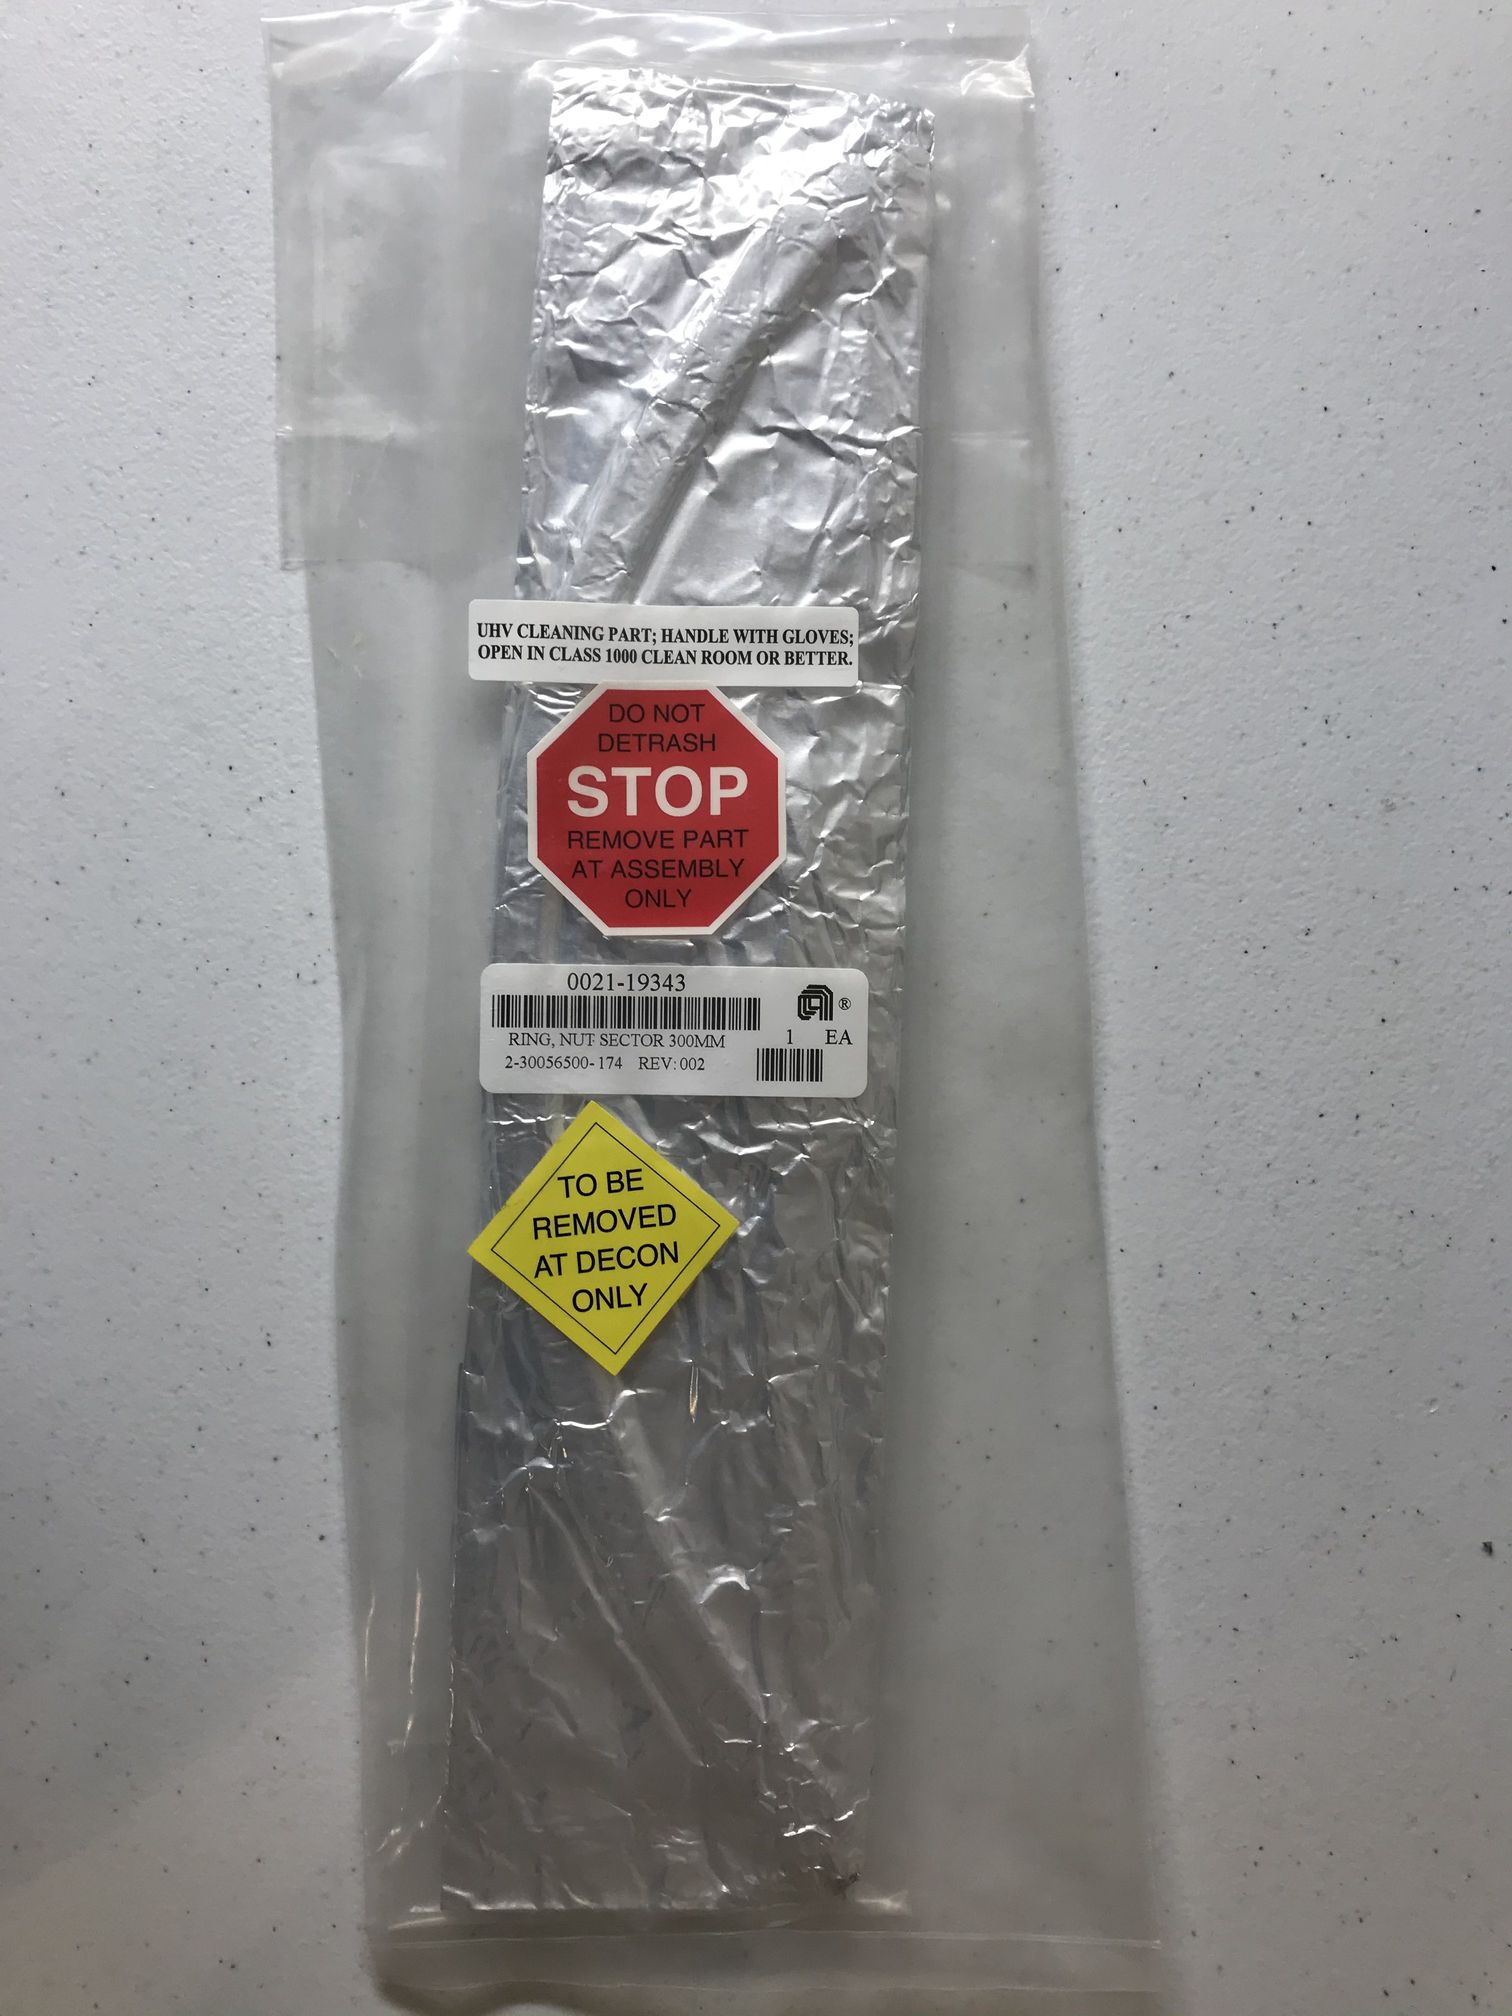 UHV CLEANING PART; HANDLE WITH GLOVES;
OPEN IN CLASS 1000 CLEAN ROOM OR BETTER.
DO NOT
DETRASH
STOP
REMOVE PART
AT ASSEMBLY
ONLY
0021-19343
®
RING, NUT SECTOR 300MM
1 EA
2-30056500-174 REV: 002
TO BE
REMOVED
AT DECON
ONLY